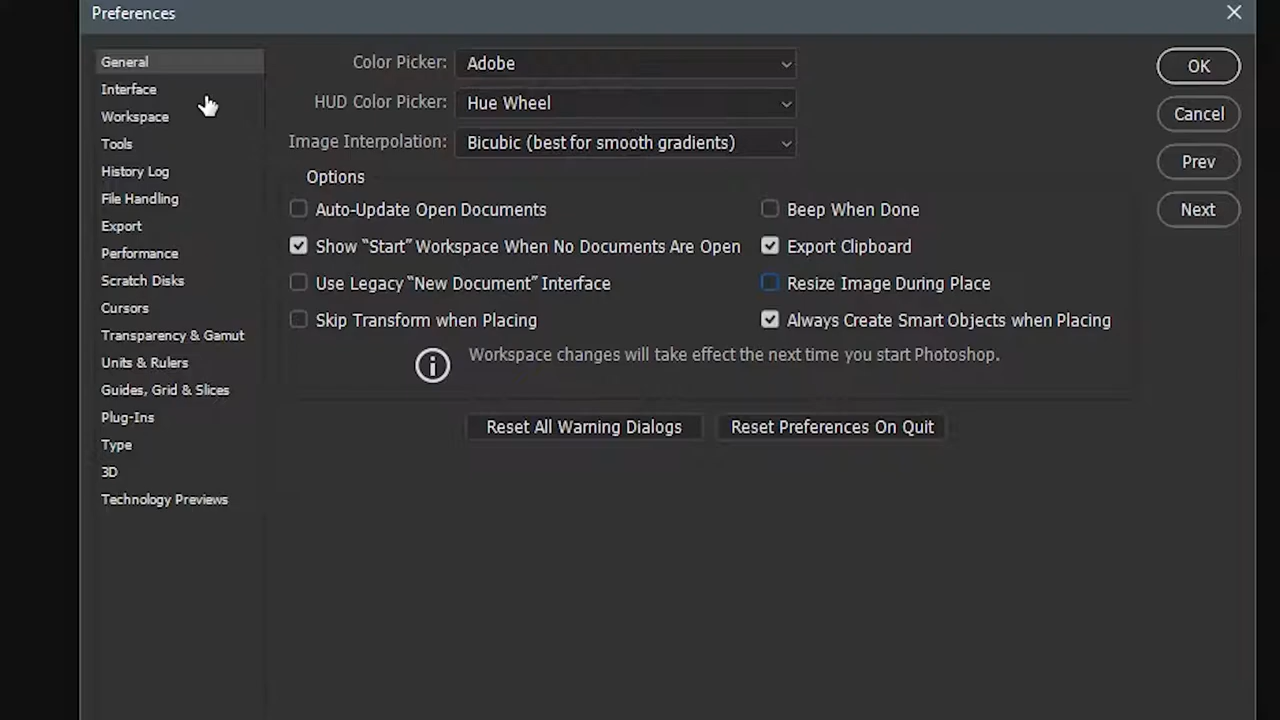 Preferences
General
Interface
Workspace
Tools
History Log
File Handling
Export
Performance
Scratch Disks
Cursors
Transparency & Gamut
Units & Rulers
Guides, Grid & Slices
Plug-Ins
Type
3D
Technology Previews
Color Picker: Adobe
HUD Color Picker: Hue Wheel
Image Interpolation: Bicubic (best for smooth gradients)
Options
Auto-Update Open Documents
Beep When Done
Show “Start” Workspace When No Documents Are Open
Export Clipboard
Use Legacy “New Document” Interface
Resize Image During Place
Skip Transform when Placing
Always Create Smart Objects when Placing
Workspace changes will take effect the next time you start Photoshop.
Reset All Warning Dialogs
Reset Preferences On Quit
OK
Cancel
Prev
Next